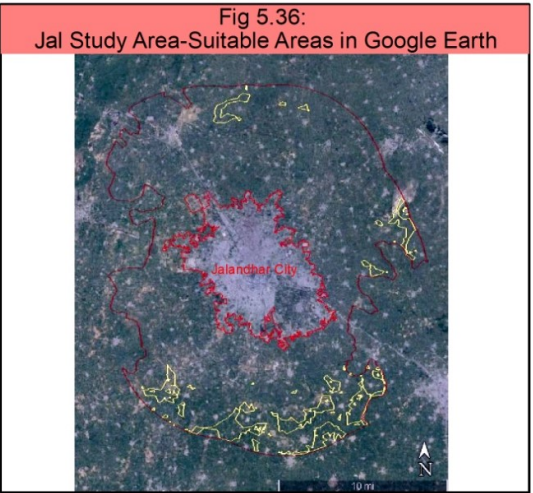 Fig 5.36:
Jal Study Area-Suitable Areas in Google Earth
Jalandhar City
N
10 mi